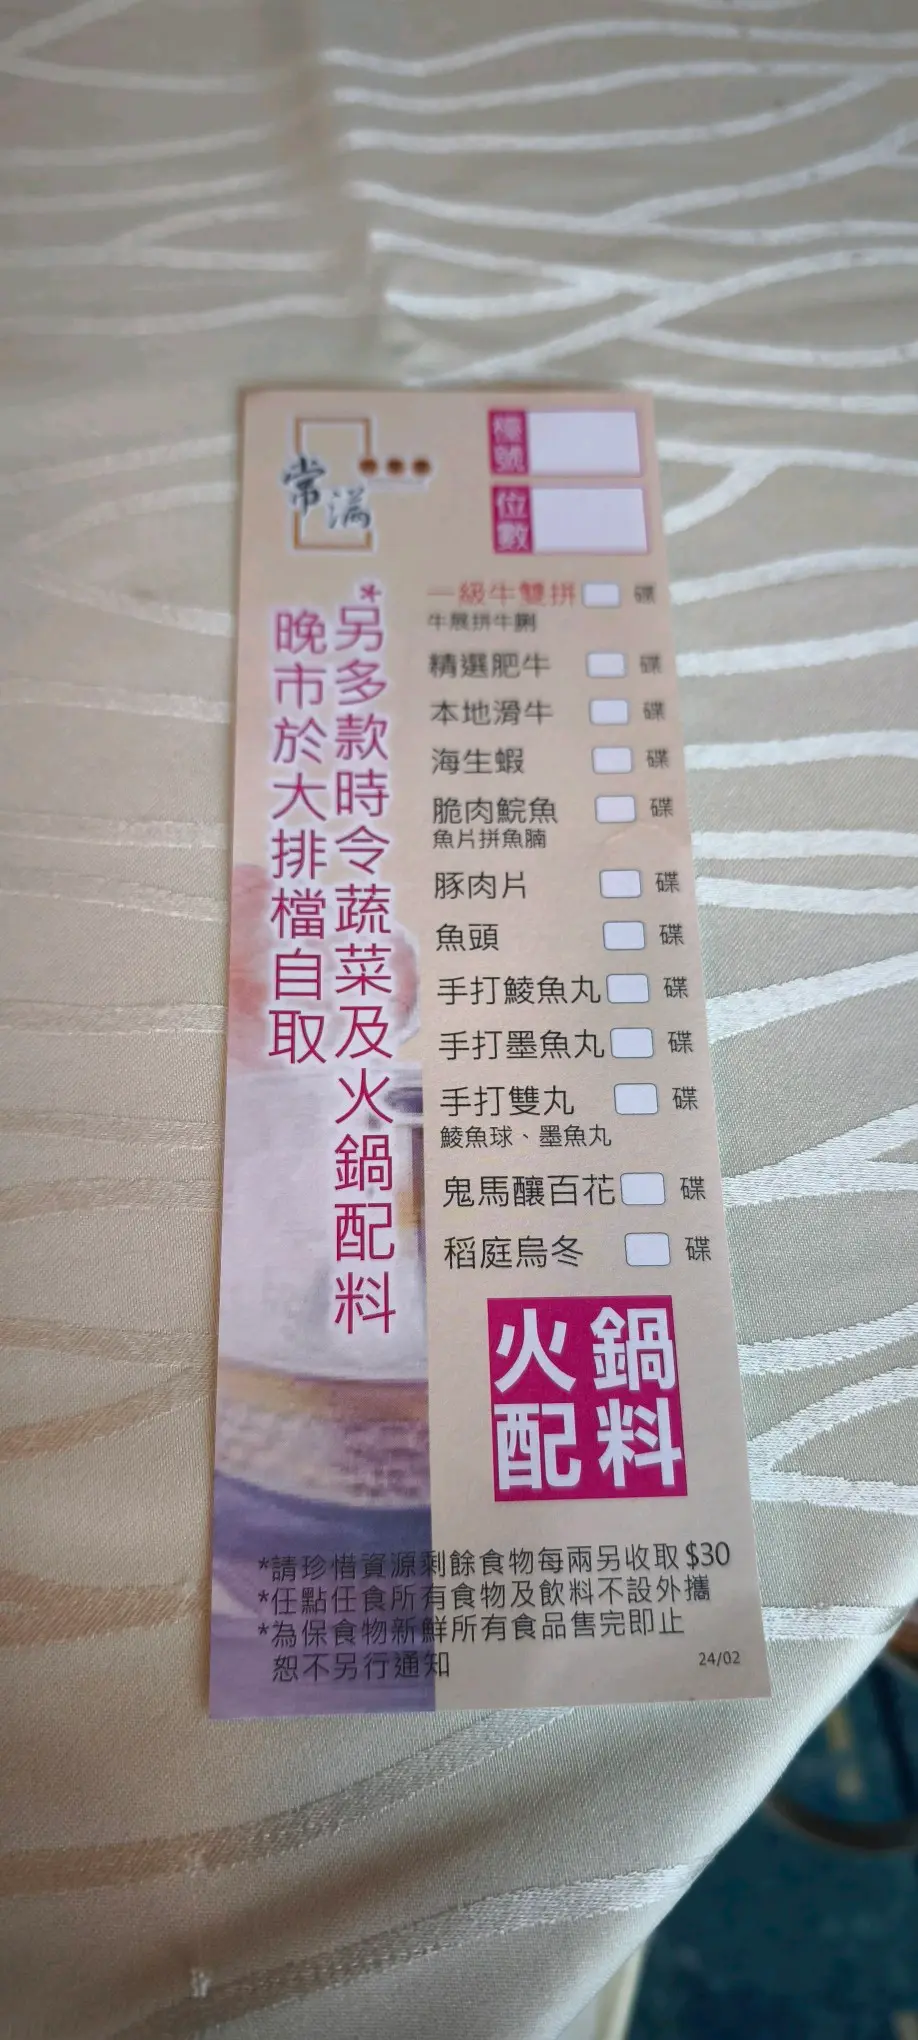 常滿
檯號
位數
*另多款時令蔬菜及火鍋配料
晚市於大排檔自取
一級牛雙拼 碟
牛展拼牛𦟌
精選肥牛 碟
本地滑牛 碟
海生蝦 碟
脆肉鯇魚 碟
魚片拼魚腩
豚肉片 碟
魚頭 碟
手打鯪魚丸 碟
手打墨魚丸 碟
手打雙丸 碟
鯪魚球、墨魚丸
鬼馬釀百花 碟
稻庭烏冬 碟
火鍋
配料
*請珍惜資源剩餘食物每兩另收取$30
*任點任食所有食物及飲料不設外攜
*為保食物新鮮所有食品售完即止
恕不另行通知
24/02